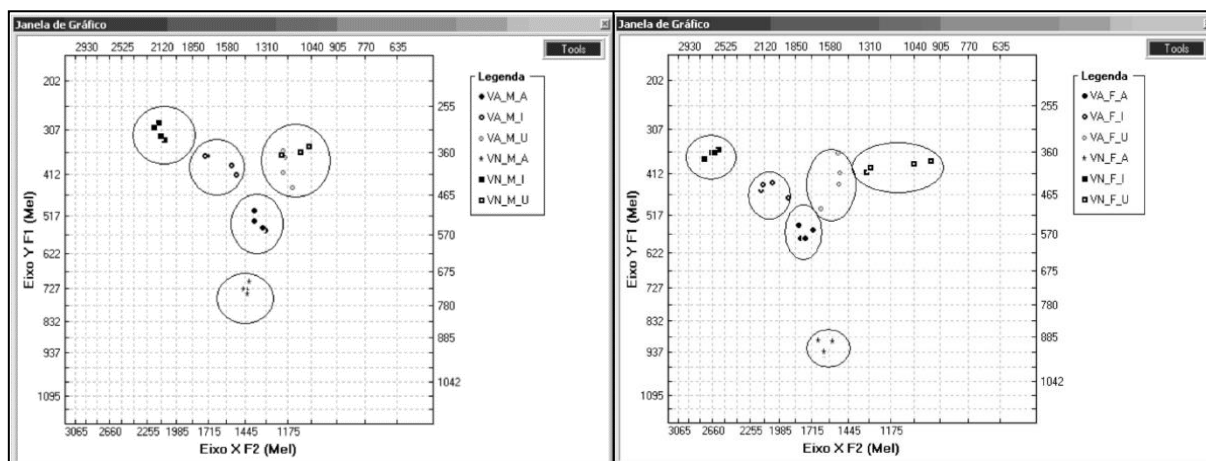 Janela de Gráfico
2930 2525 2120 1850 1580 1310 1040 905 770 635
Tools
202
307
412
517
622
727
832
937
1095
255
360
465
570
675
780
885
1042
Legenda
VA_M_A
VA_M_I
VA_M_U
VN_M_A
VN_M_I
VN_M_U
Eixo Y F1 (Mel)
3065 2660 2255 1985 1715 1445 1175
Eixo X F2 (Mel)
Janela de Gráfico
2930 2525 2120 1850 1580 1310 1040 905 770 635
Tools
202
307
412
517
622
727
832
937
1095
255
360
465
570
675
780
885
1042
Legenda
VA_F_A
VA_F_I
VA_F_U
VN_F_A
VN_F_I
VN_F_U
Eixo Y F1 (Mel)
3065 2660 2255 1985 1715 1445 1175
Eixo X F2 (Mel)